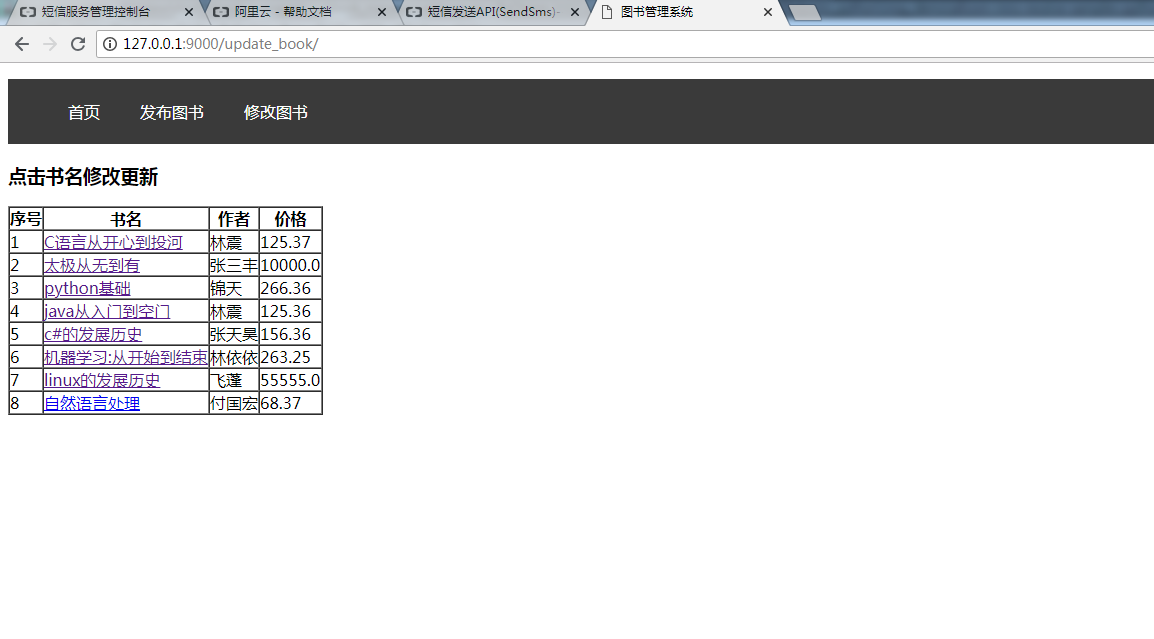 短信服务管理控制台 阿里云 - 帮助文档 短信发送API(SendSms)- 图书管理系统
127.0.0.1:9000/update_book/
首页 发布图书 修改图书
点击书名修改更新
序号 书名 作者 价格
1 C语言从开心到投河 林震 125.37
2 太极从无到有 张三丰 10000.0
3 python基础 锦天 266.36
4 java从入门到空门 林震 125.36
5 c#的发展历史 张天昊 156.36
6 机器学习:从开始到结束 林依依 263.25
7 linux的发展历史 飞蓬 55555.0
8 自然语言处理 付国宏 68.37